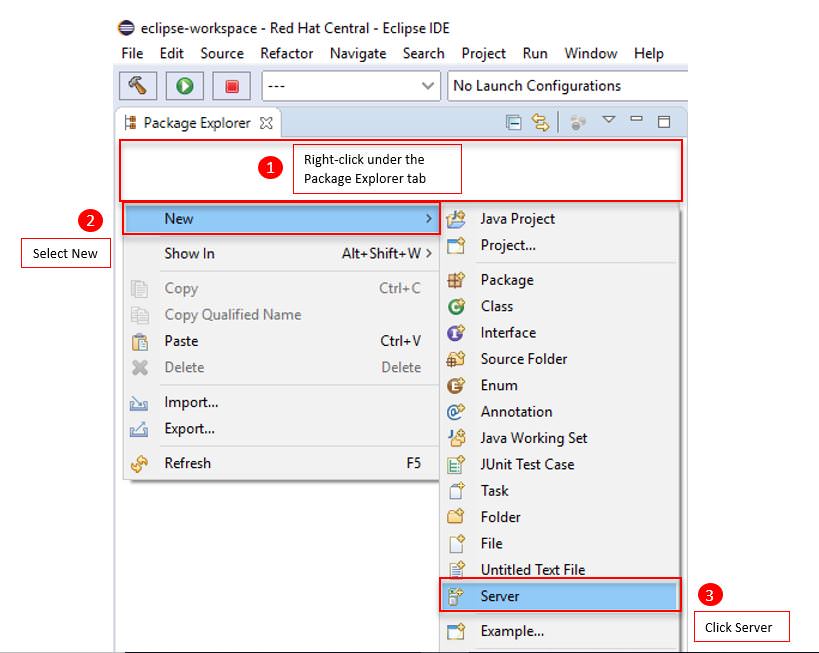 eclipse-workspace - Red Hat Central - Eclipse IDE
File Edit Source Refactor Navigate Search Project Run Window Help
--- No Launch Configurations
Package Explorer
1 Right-click under the
Package Explorer tab
2
Select New
New
Show In Alt+Shift+W
Copy Ctrl+C
Copy Qualified Name
Paste Ctrl+V
Delete Delete
Import...
Export...
Refresh F5
Java Project
Project...
Package
Class
Interface
Source Folder
Enum
Annotation
Java Working Set
JUnit Test Case
Task
Folder
File
Untitled Text File
Server
Example...
3
Click Server